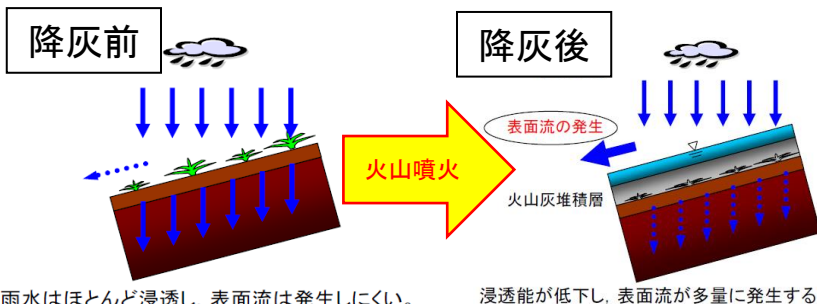 降灰前
降灰後
火山噴火
表面流の発生
火山灰堆積層
雨水はほとんど浸透し、表面流は発生しにくい。
浸透能が低下し，表面流が多量に発生する